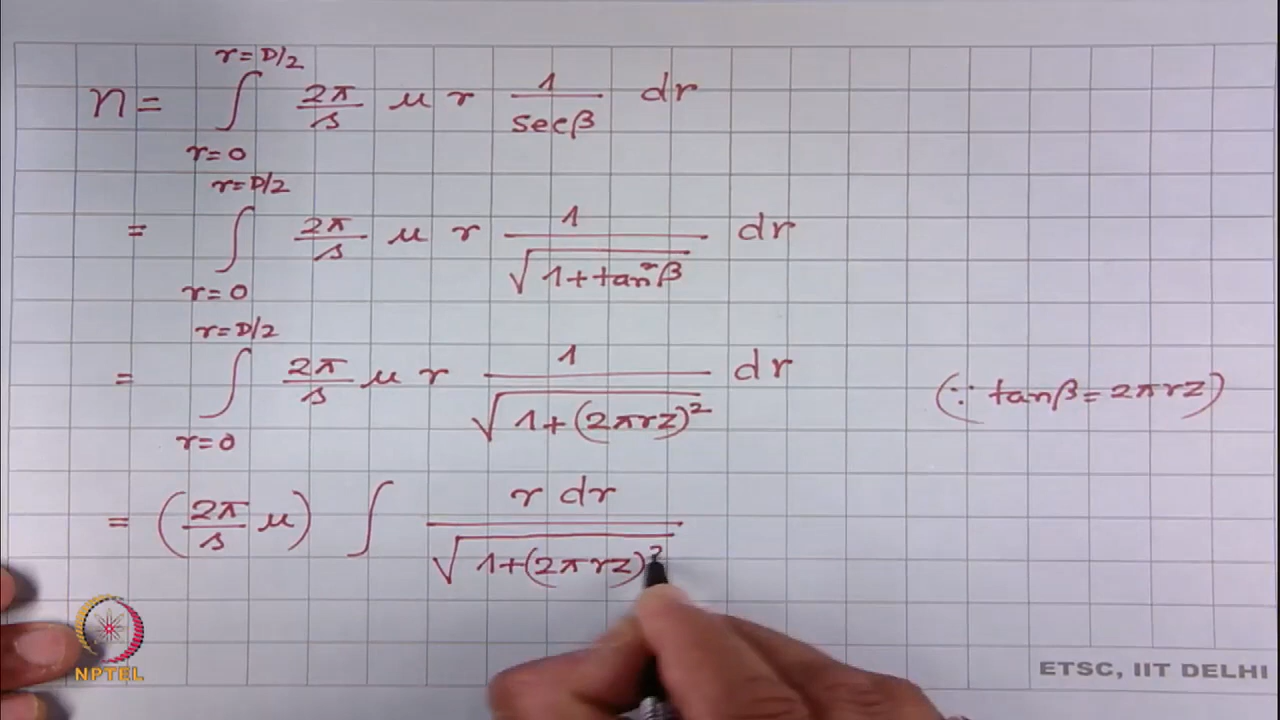 r=D/2
n= ∫ 2π/s μ r 1/secβ dr
r=0
r=D/2
= ∫ 2π/s μ r 1/√(1+tan²β) dr
r=0
r=D/2
= ∫ 2π/s μ r 1/√(1+(2πrz)²) dr (∵ tanβ=2πrz)
r=0
= (2π/s μ) ∫ r dr/√(1+(2πrz)²)
NPTEL
ETSC, IIT DELHI